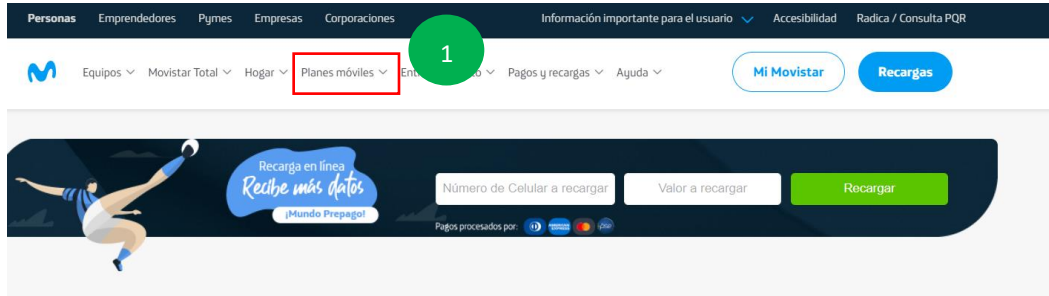 Personas Emprendedores Pymes Empresas Corporaciones Información importante para el usuario Accesibilidad Radica / Consulta PQR
1
Equipos Movistar Total Hogar Planes móviles Pagos y recargas Ayuda Mi Movistar Recargas
Recarga en línea
Recibe más datos
¡Mundo Prepago!
Número de Celular a recargar Valor a recargar Recargar
Pagos procesados por: